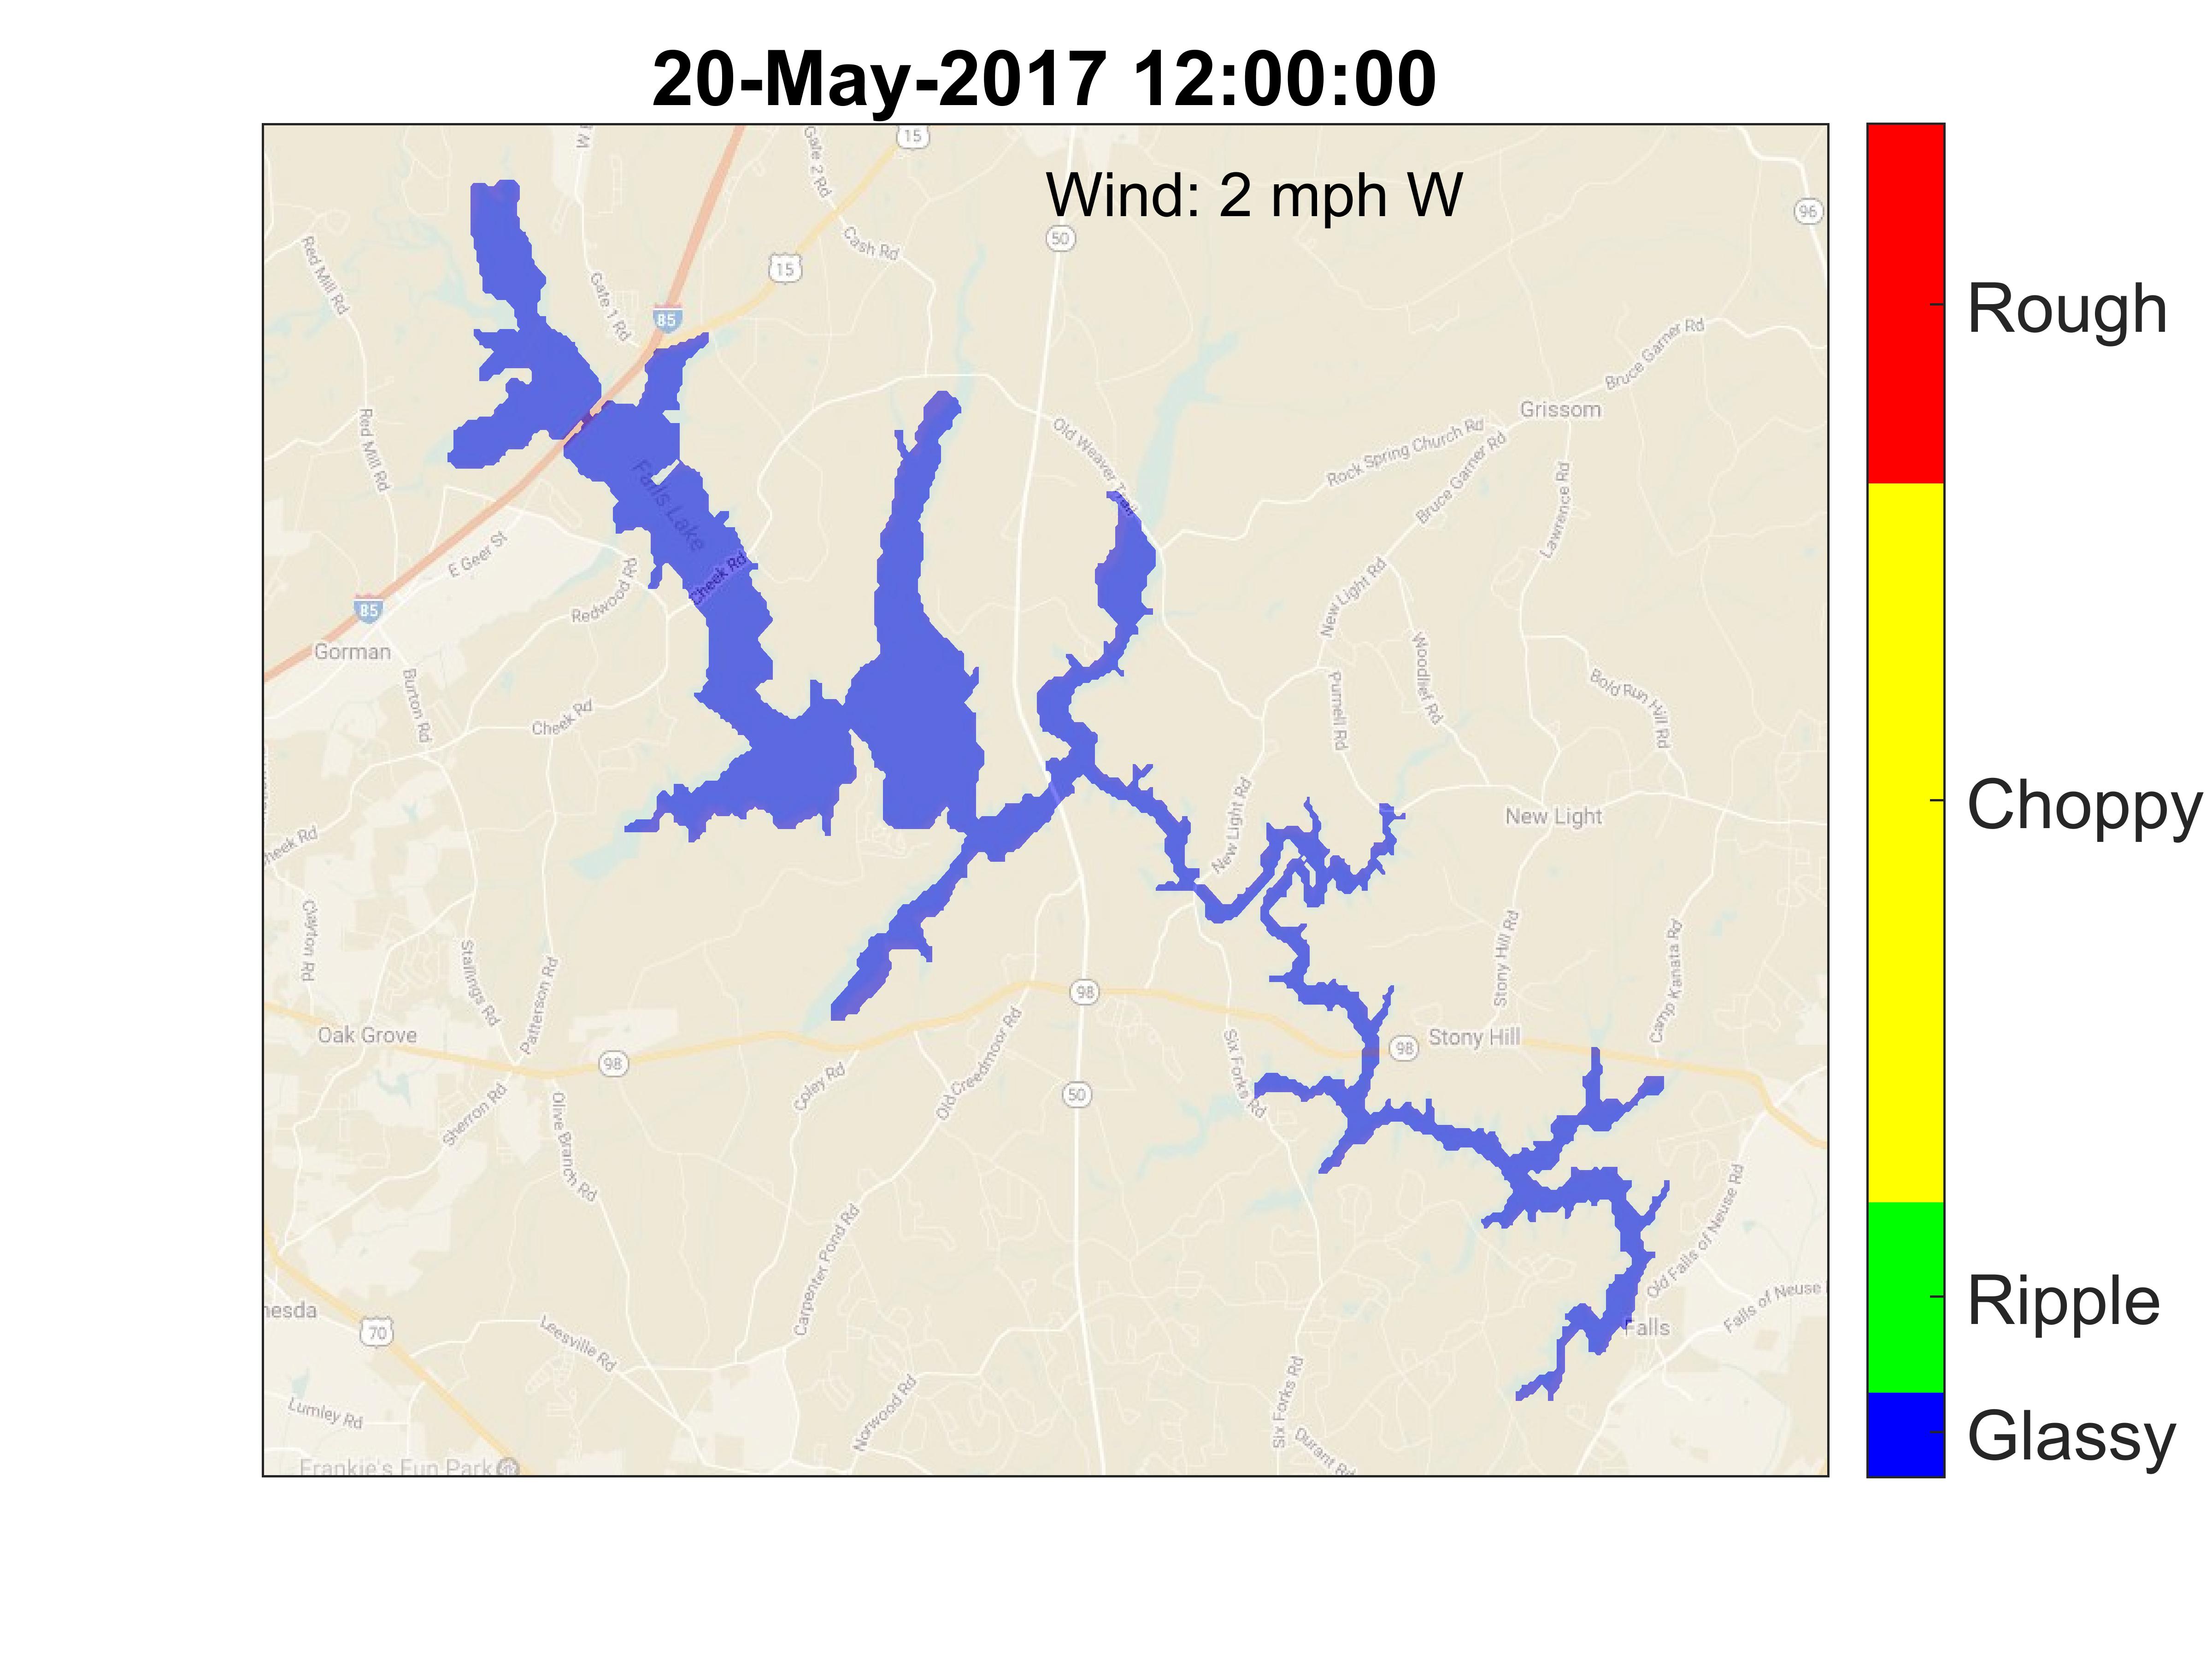 20-May-2017 12:00:00
Wind: 2 mph W
Rough
Choppy
Ripple
Glassy
15
Gate 2 Rd
Cash Rd
50
96
Red Mill Rd
Gate 1 Rd
15
85
Bruce Garner Rd
Grissom
Red Mill Rd
Old Weaver Trail
Rock Spring Church Rd
Bruce Garner Rd
Lawrence Rd
Falls Lake
E Geer St
Cheek Rd
Redwood Rd
New Light Rd
85
Gorman
Burton Rd
Cheek Rd
Purnell Rd
Woodlief Rd
Bold Run Hill Rd
New Light Rd
New Light
heek Rd
Clayton Rd
Stallings Rd
Patterson Rd
Stony Hill Rd
Camp Kanata Rd
98
Oak Grove
98
98
Stony Hill
Sherron Rd
Olive Branch Rd
Coley Rd
Old Creedmoor Rd
50
Six Forks Rd
Carpenter Pond Rd
Old Falls of Neuse Rd
Falls of Neuse
nesda
70
Leesville Rd
Falls
Lumley Rd
Norwood Rd
Six Forks Rd
Durant Rd
Frankie's Fun Park